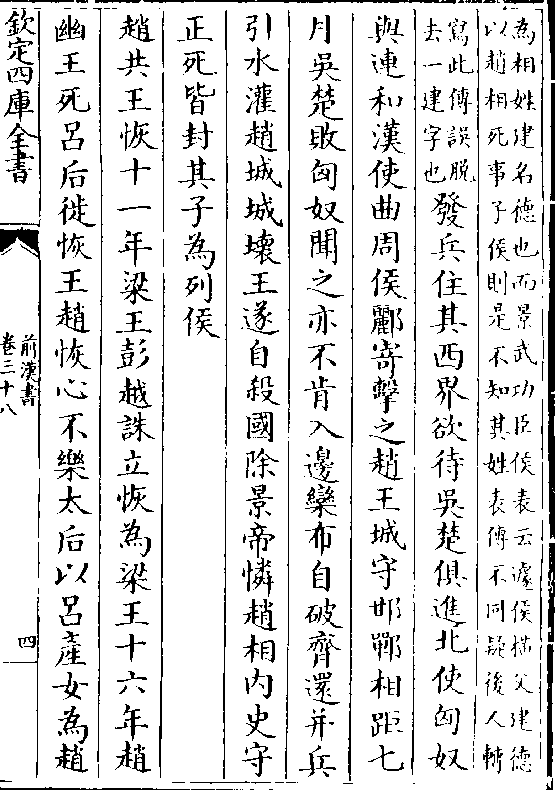 為相姓建名德也而景武功臣侯表云遽侯橫父建德
以趙相死事子侯則是不知其姓表傳不同疑後人轉
寫此傳誤脫
去一建字也
發兵住其西界欲待吳楚俱進北使匈奴
與連和漢使曲周侯酈寄擊之趙王城守邯鄲相距七
月吳楚敗匈奴聞之亦不肯入邊欒布自破齊還并兵
引水灌趙城城壞王遂自殺國除景帝憐趙相內史守
正死皆封其子為列侯
趙共王恢十一年梁王彭越誅立恢為梁王十六年趙
幽王死呂后徙恢王趙恢心不樂太后以呂產女為趙
欽定四庫全書
前漢書
卷三十八
四